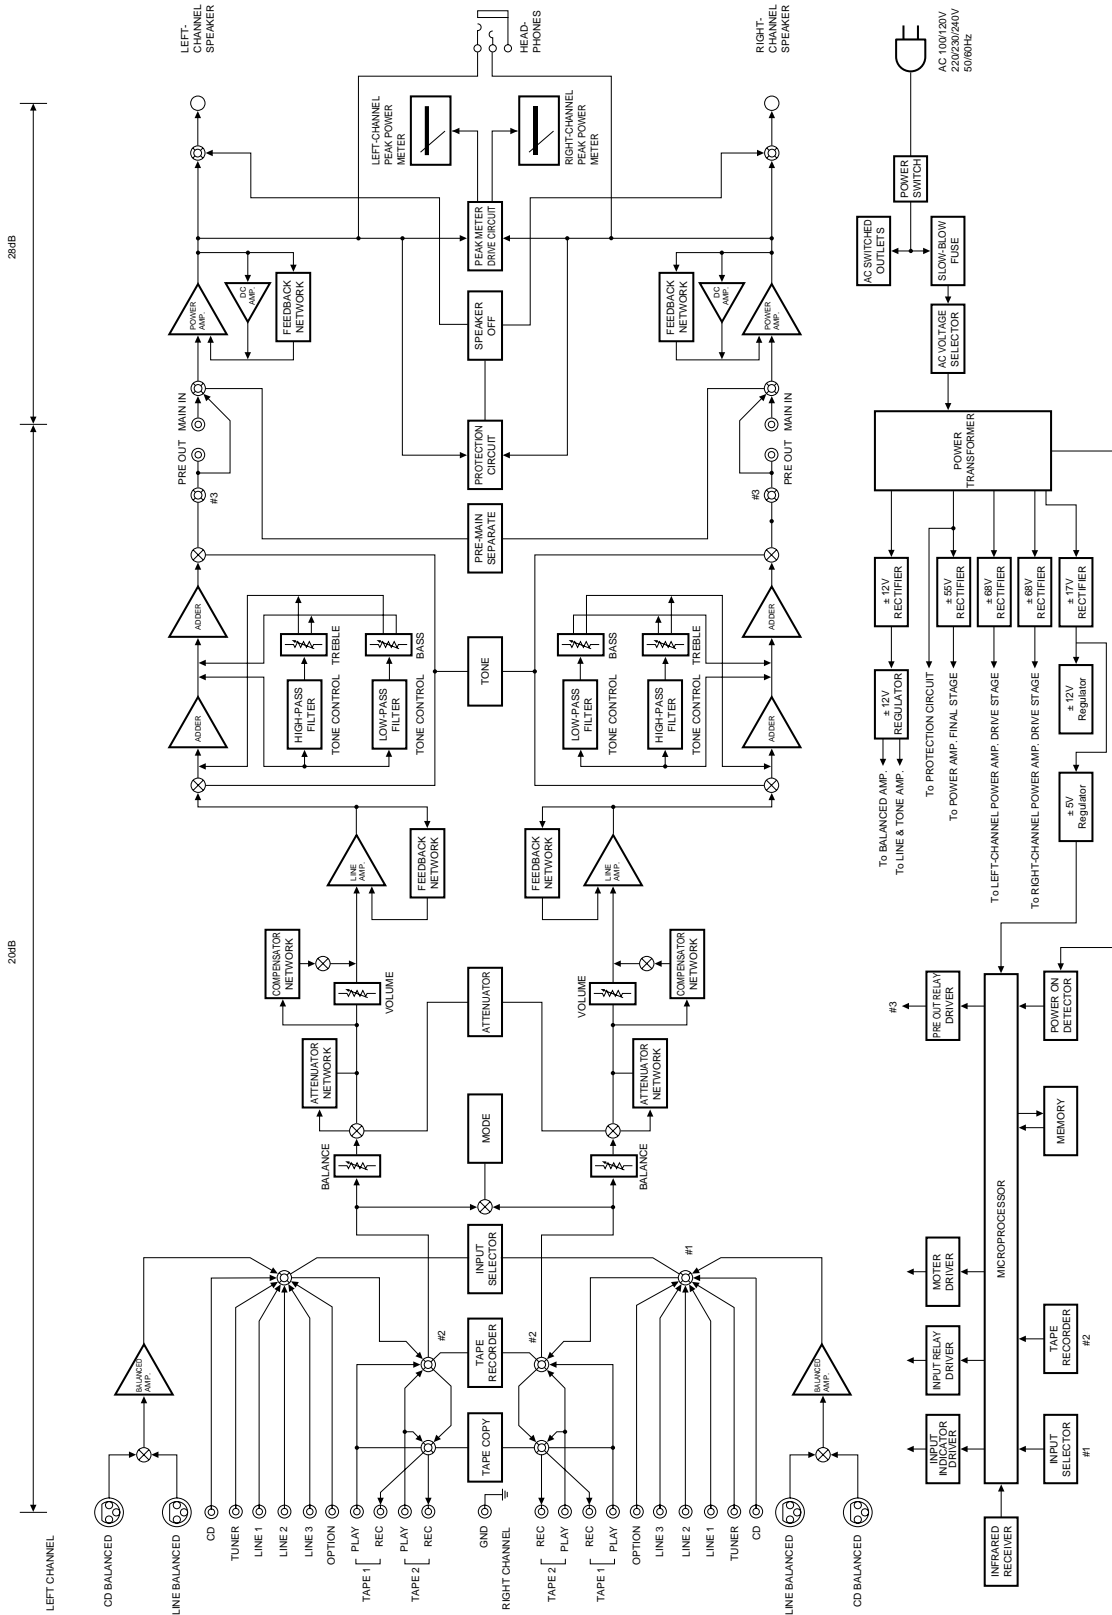 LEFT CHANNEL
20dB
28dB
CD BALANCED
LINE BALANCED
CD
TUNER
LINE 1
LINE 2
LINE 3
OPTION
PLAY
REC
TAPE 1
PLAY
REC
TAPE 2
GND
RIGHT CHANNEL
REC
PLAY
TAPE 2
REC
PLAY
TAPE 1
OPTION
LINE 3
LINE 2
LINE 1
TUNER
CD
LINE BALANCED
CD BALANCED
BALANCED
AMP.
BALANCED
AMP.
#2
#2
#1
TAPE COPY
TAPE
RECORDER
INPUT
SELECTOR
MODE
ATTENUATOR
BALANCE
ATTENUATOR
NETWORK
VOLUME
COMPENSATOR
NETWORK
LINE
AMP.
FEEDBACK
NETWORK
BALANCE
ATTENUATOR
NETWORK
VOLUME
COMPENSATOR
NETWORK
LINE
AMP.
FEEDBACK
NETWORK
ADDER
ADDER
HIGH-PASS
FILTER
TONE CONTROL TREBLE
LOW-PASS
FILTER
TONE CONTROL BASS
TONE
LOW-PASS
FILTER
TONE CONTROL BASS
HIGH-PASS
FILTER
TONE CONTROL TREBLE
ADDER
ADDER
#3
PRE OUT
MAIN IN
PRE-MAIN
SEPARATE
PROTECTION
CIRCUIT
SPEAKER
OFF
#3
PRE OUT
MAIN IN
POWER
AMP.
DC
AMP.
FEEDBACK
NETWORK
PEAK METER
DRIVE CIRCUIT
FEEDBACK
NETWORK
DC
AMP.
POWER
AMP.
LEFT-CHANNEL
PEAK POWER
METER
RIGHT-CHANNEL
PEAK POWER
METER
LEFT-
CHANNEL
SPEAKER
HEAD-
PHONES
RIGHT-
CHANNEL
SPEAKER
AC 100/120V
220/230/240V
50/60Hz
POWER
SWITCH
AC SWITCHED
OUTLETS
SLOW-BLOW
FUSE
AC VOLTAGE
SELECTOR
POWER
TRANSFORMER
± 12V
RECTIFIER
± 55V
RECTIFIER
± 68V
RECTIFIER
± 68V
RECTIFIER
± 17V
RECTIFIER
± 12V
REGULATOR
± 12V
Regulator
± 5V
Regulator
To BALANCED AMP.
To LINE & TONE AMP.
To PROTECTION CIRCUIT
To POWER AMP. FINAL STAGE
To LEFT-CHANNEL POWER AMP. DRIVE STAGE
To RIGHT-CHANNEL POWER AMP. DRIVE STAGE
INFRARED
RECEIVER
INPUT
INDICATOR
DRIVER
INPUT RELAY
DRIVER
MOTER
DRIVER
#3
PRE OUT RELAY
DRIVER
MICROPROCESSOR
INPUT
SELECTOR
#1
TAPE
RECORDER
#2
MEMORY
POWER ON
DETECTOR